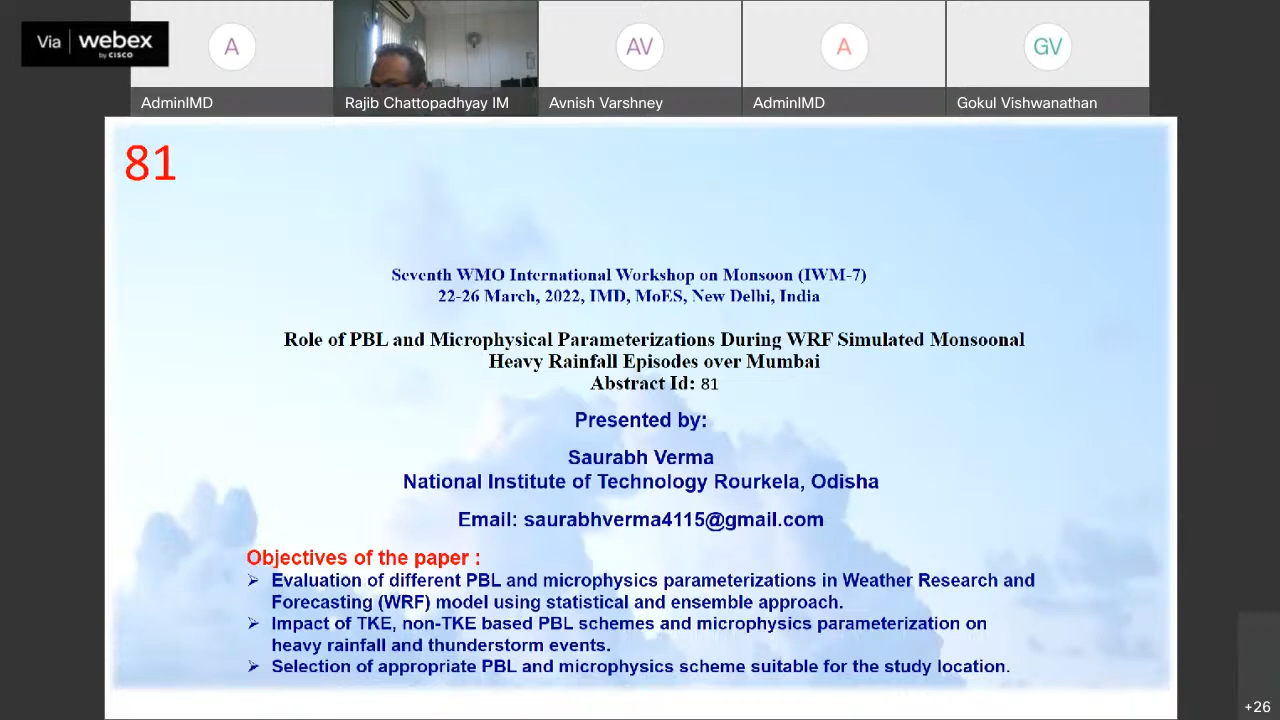 Via webex
by CISCO
A
AV
A
GV
AdminIMD
Rajib Chattopadhyay IM
Avnish Varshney
AdminIMD
Gokul Vishwanathan
81
Seventh WMO International Workshop on Monsoon (IWM-7)
22-26 March, 2022, IMD, MoES, New Delhi, India
Role of PBL and Microphysical Parameterizations During WRF Simulated Monsoonal
Heavy Rainfall Episodes over Mumbai
Abstract Id: 81
Presented by:
Saurabh Verma
National Institute of Technology Rourkela, Odisha
Email: saurabhverma4115@gmail.com
Objectives of the paper :
➢ Evaluation of different PBL and microphysics parameterizations in Weather Research and
Forecasting (WRF) model using statistical and ensemble approach.
➢ Impact of TKE, non-TKE based PBL schemes and microphysics parameterization on
heavy rainfall and thunderstorm events.
➢ Selection of appropriate PBL and microphysics scheme suitable for the study location.
+26